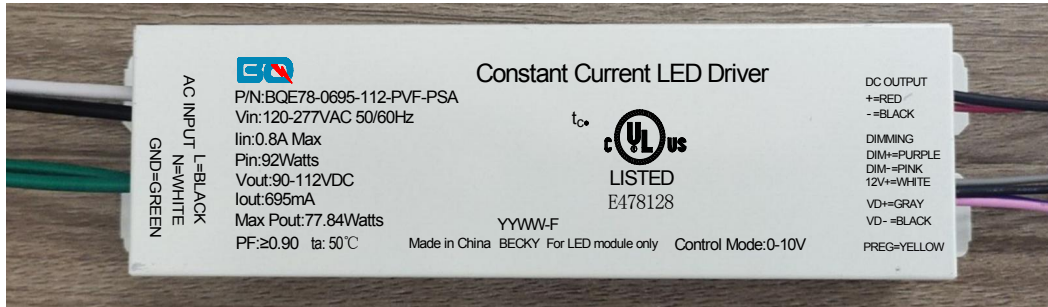 AC INPUT
L=BLACK
N=WHITE
GND=GREEN
BQ
P/N:BQE78-0695-112-PVF-PSA
Vin:120-277VAC 50/60Hz
Iin:0.8A Max
Pin:92Watts
Vout:90-112VDC
Iout:695mA
Max Pout:77.84Watts
PF:≥0.90 ta: 50℃
Constant Current LED Driver
tc
c UL us
LISTED
E478128
YYWW-F
Made in China BECKY For LED module only Control Mode:0-10V
DC OUTPUT
+=RED
-=BLACK
DIMMING
DIM+=PURPLE
DIM-=PINK
12V+=WHITE
VD+=GRAY
VD- =BLACK
PREG=YELLOW